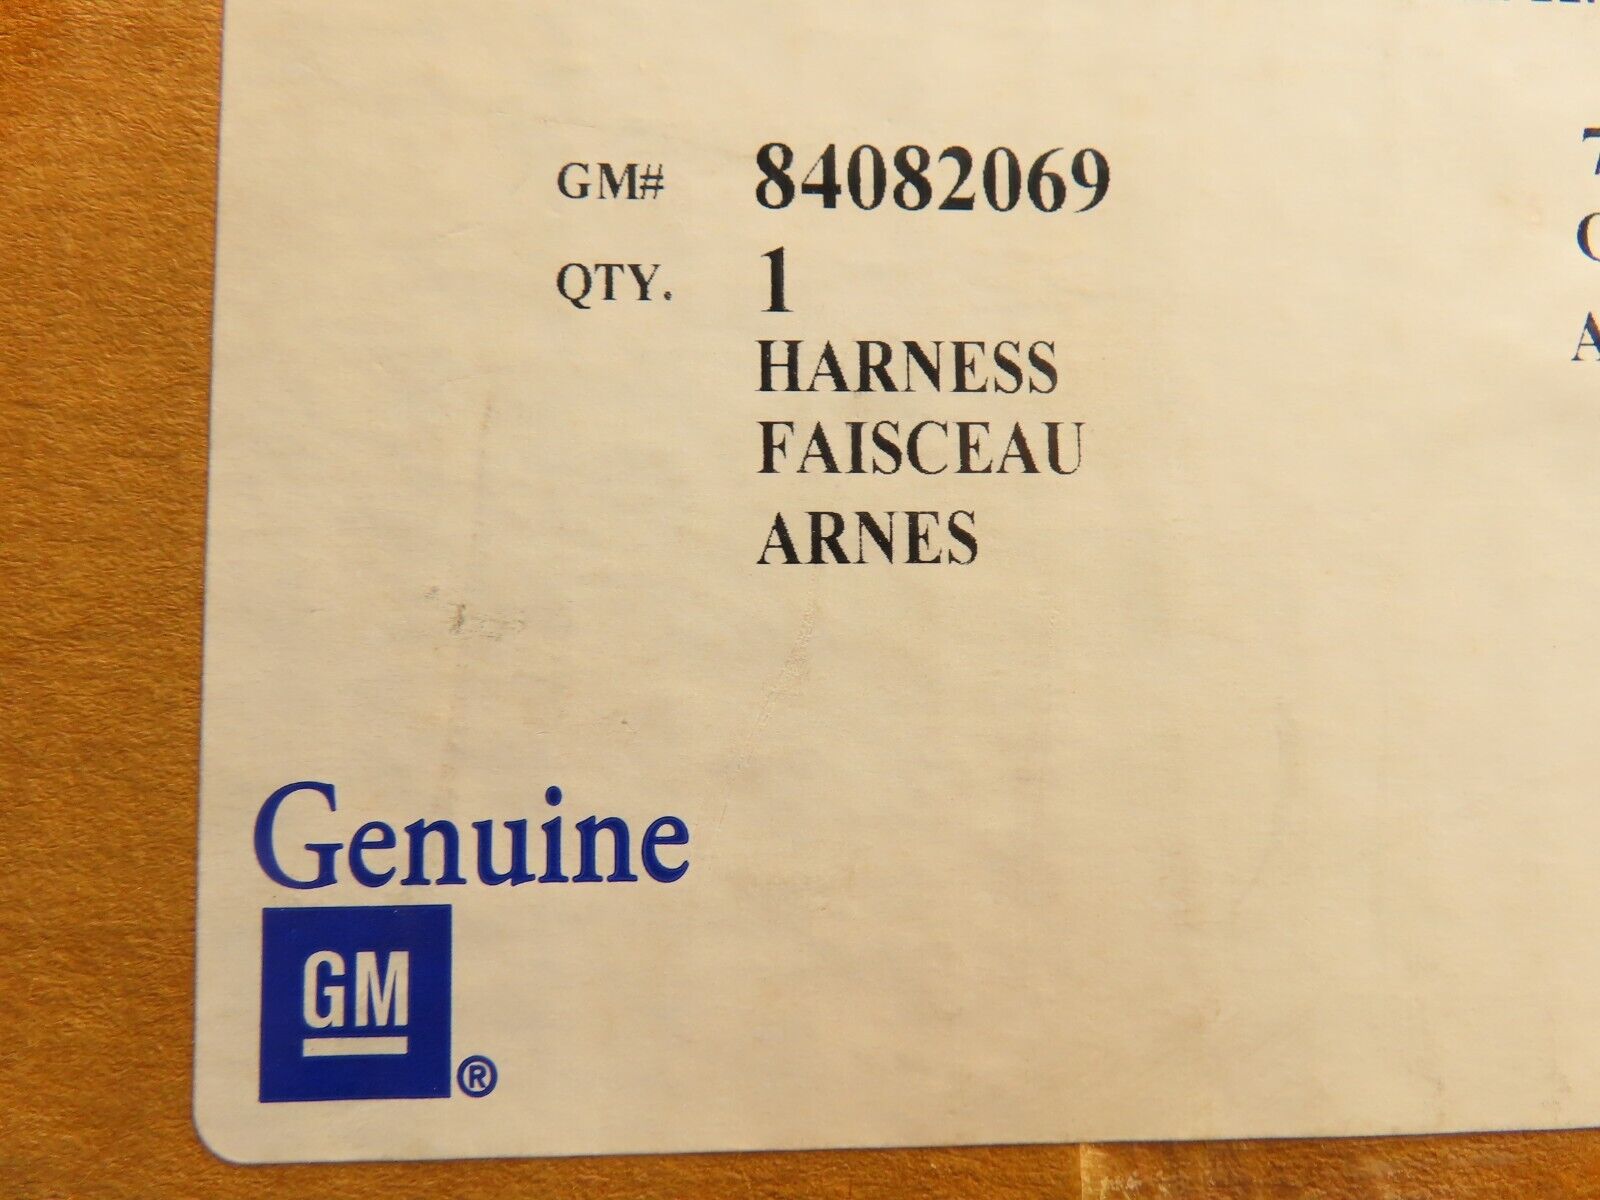 GM# 84082069
QTY. 1
HARNESS
FAISCEAU
ARNES
Genuine
GM
®